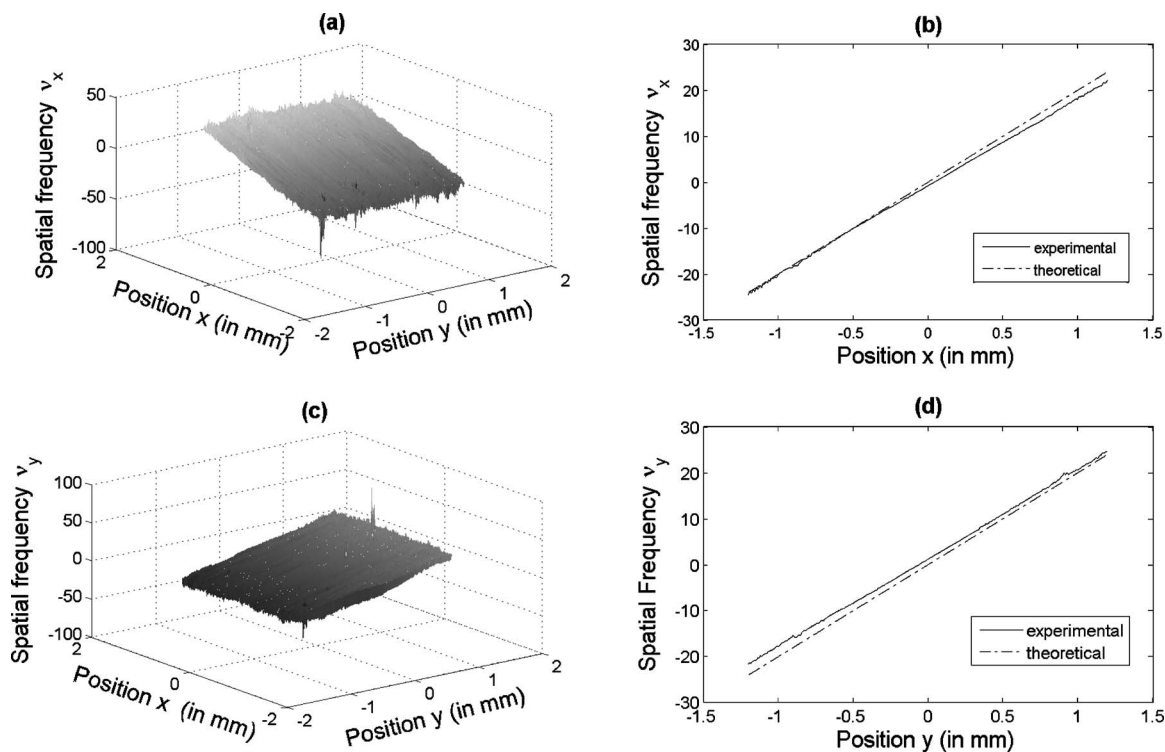 (a)
Spatial frequency νx
50
0
-50
-100
2
0
-2
Position x (in mm)
-2
-1
0
1
2
Position y (in mm)
(b)
Spatial frequency νx
30
20
10
0
-10
-20
-30
-1.5
-1
-0.5
0
0.5
1
1.5
Position x (in mm)
experimental
theoretical
(c)
Spatial frequency νy
100
50
0
-50
-100
2
0
-2
Position x (in mm)
-2
-1
0
1
2
Position y (in mm)
(d)
Spatial Frequency νy
30
20
10
0
-10
-20
-30
-1.5
-1
-0.5
0
0.5
1
1.5
Position y (in mm)
experimental
theoretical